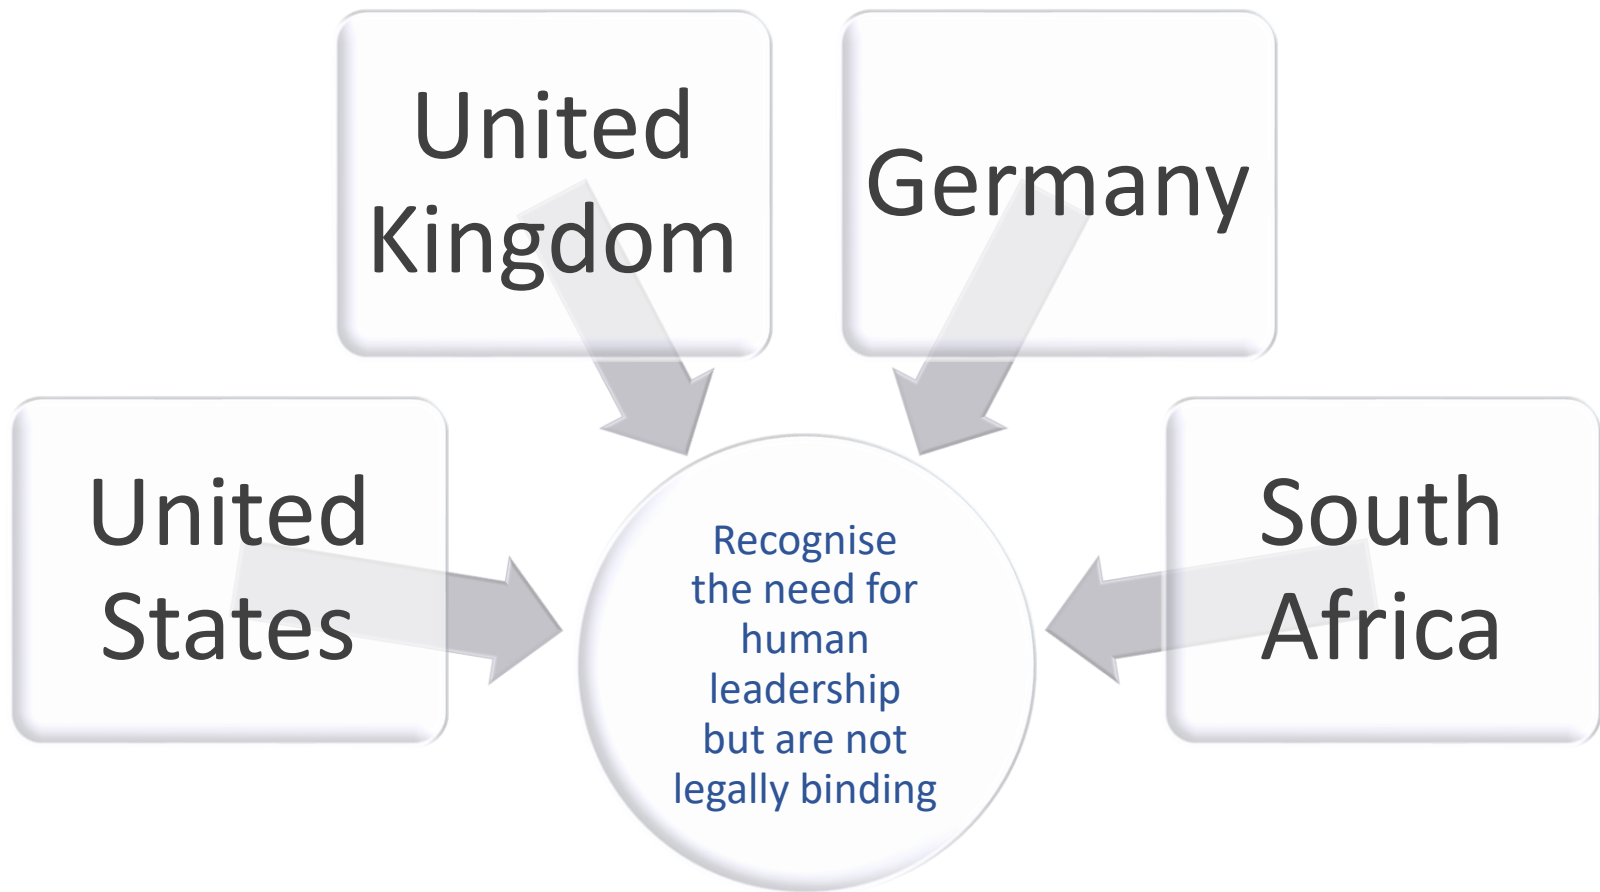 United
Kingdom
Germany
United
States
South
Africa
Recognise
the need for
human
leadership
but are not
legally binding